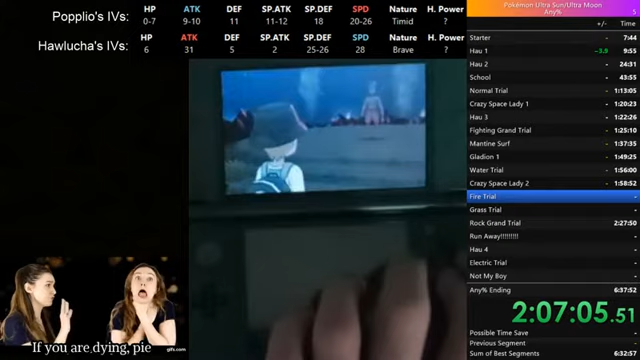 HP ATK DEF SP.ATK SP.DEF SPD Nature H. Power
Popplio's IVs: 0-7 9-10 11 11-12 18 20-26 Timid ?
HP ATK DEF SP.ATK SP.DEF SPD Nature H. Power
Hawlucha's IVs: 6 31 5 2 25-26 28 Brave ?
If you are dying, pie
gifs.com
Pokémon Ultra Sun/Ultra Moon
Any% 5
+/- Time
Starter - 7:44
Hau 1 -3.9 9:55
Hau 2 - 24:31
School - 43:55
Normal Trial - 1:13:05
Crazy Space Lady 1 - 1:20:23
Hau 3 - 1:22:26
Fighting Grand Trial - 1:25:10
Mantine Surf - 1:37:35
Gladion 1 - 1:49:25
Water Trial - 1:56:00
Crazy Space Lady 2 - 1:58:52
Fire Trial -
Grass Trial -
Rock Grand Trial 2:27:50
Run Away!!!!!!!!! -
Hau 4 -
Electric Trial -
Not My Boy -
Any% Ending 6:37:52
2:07:05.51
Possible Time Save -
Previous Segment -
Sum of Best Segments 6:32:57